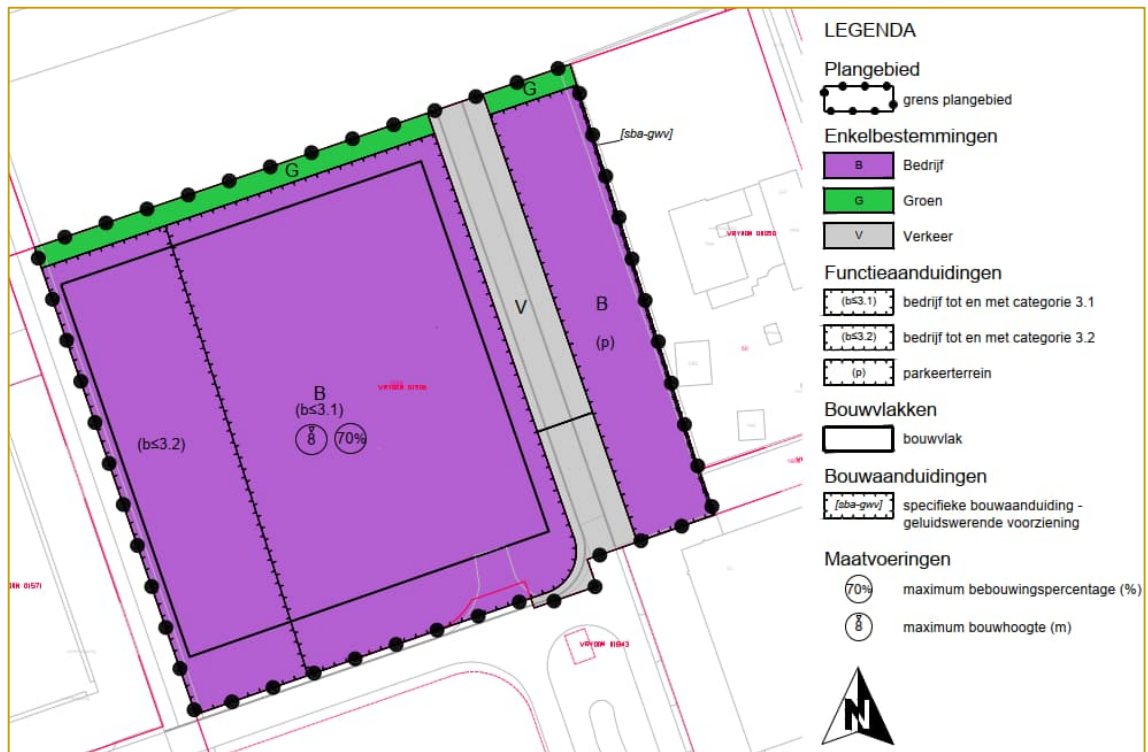 G
[sba-gwv]
G
V
B
(p)
B
(b≤3.1)
(b≤3.2)
8
70%
LEGENDA
Plangebied
grens plangebied
Enkelbestemmingen
B Bedrijf
G Groen
V Verkeer
Functieaanduidingen
(b≤3.1) bedrijf tot en met categorie 3.1
(b≤3.2) bedrijf tot en met categorie 3.2
(p) parkeerterrein
Bouwvlakken
bouwvlak
Bouwaanduidingen
[sba-gwv] specifieke bouwaanduiding -
geluidswerende voorziening
Maatvoeringen
70% maximum bebouwingspercentage (%)
8 maximum bouwhoogte (m)
N